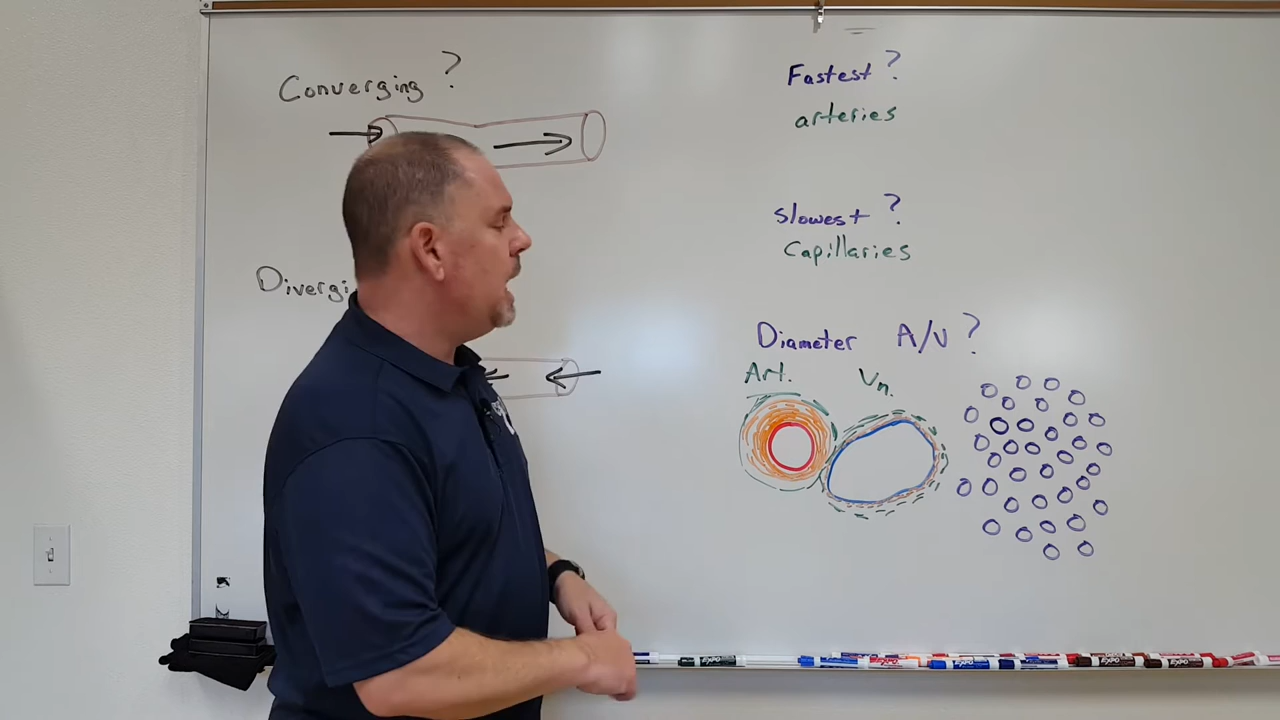 Converging ?
Divergi
Fastest ?
arteries
Slowest ?
Capillaries
Diameter A/V ?
Art. Vn.